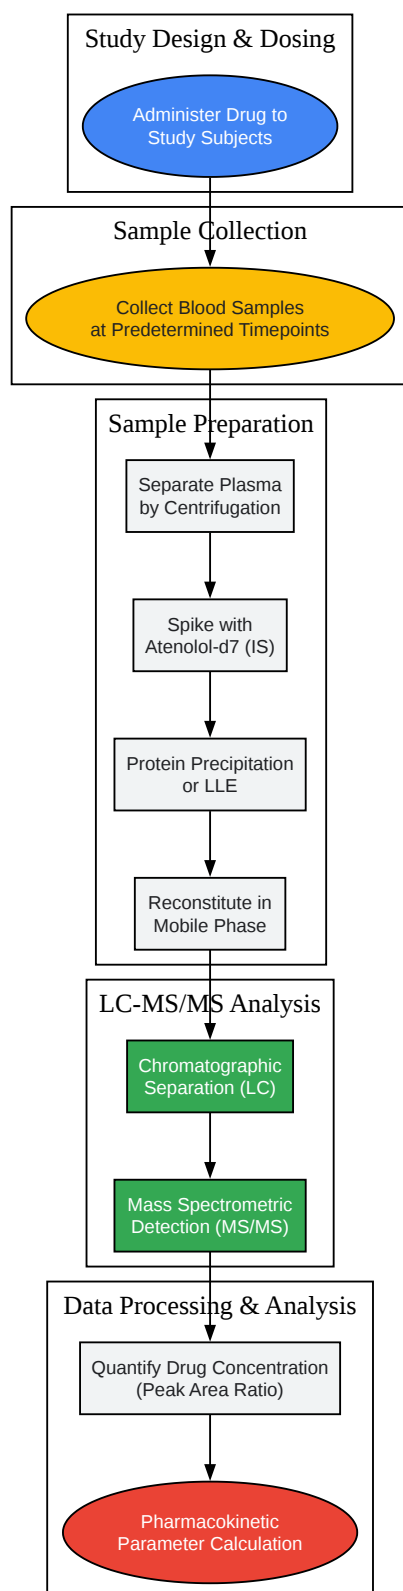 Study Design & Dosing
Administer Drug to
Study Subjects
Sample Collection
Collect Blood Samples
at Predetermined Timepoints
Sample Preparation
Separate Plasma
by Centrifugation
Spike with
Atenolol-d7 (IS)
Protein Precipitation
or LLE
Reconstitute in
Mobile Phase
LC-MS/MS Analysis
Chromatographic
Separation (LC)
Mass Spectrometric
Detection (MS/MS)
Data Processing & Analysis
Quantify Drug Concentration
(Peak Area Ratio)
Pharmacokinetic
Parameter Calculation